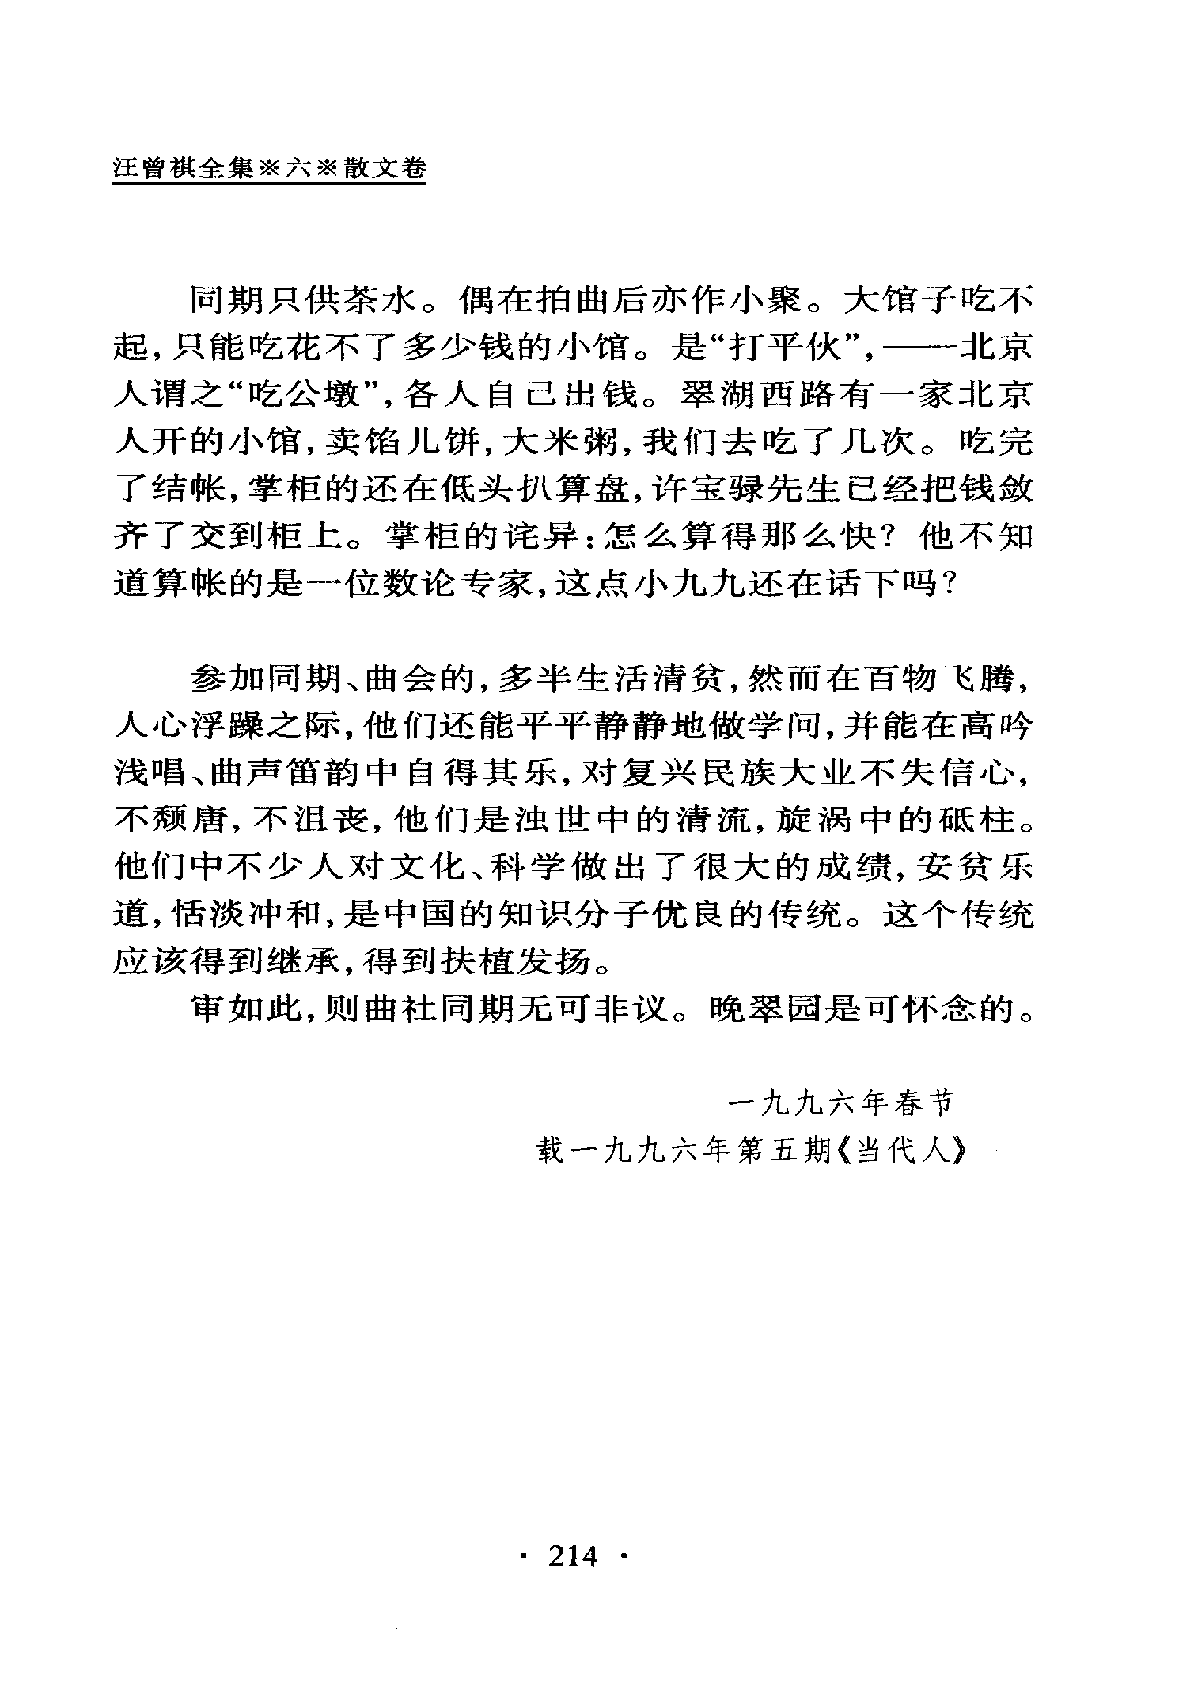 汪曾祺全集※六※散文卷
同期只供茶水。偶在拍曲后亦作小聚。大馆子吃不
起,只能吃花不了多少钱的小馆。是“打平伙”,——北京
人谓之“吃公墩”,各人自己出钱。翠湖西路有一家北京
人开的小馆,卖馅儿饼,大米粥,我们去吃了几次。吃完
了结帐,掌柜的还在低头扒算盘,许宝𫘧先生已经把钱敛
齐了交到柜上。掌柜的诧异:怎么算得那么快?他不知
道算帐的是一位数论专家,这点小九九还在话下吗?
参加同期、曲会的,多半生活清贫,然而在百物飞腾,
人心浮躁之际,他们还能平平静静地做学问,并能在高吟
浅唱、曲声笛韵中自得其乐,对复兴民族大业不失信心,
不颓唐,不沮丧,他们是浊世中的清流,旋涡中的砥柱。
他们中不少人对文化、科学做出了很大的成绩,安贫乐
道,恬淡冲和,是中国的知识分子优良的传统。这个传统
应该得到继承,得到扶植发扬。
审如此,则曲社同期无可非议。晚翠园是可怀念的。
一九九六年春节
载一九九六年第五期《当代人》
· 214 ·